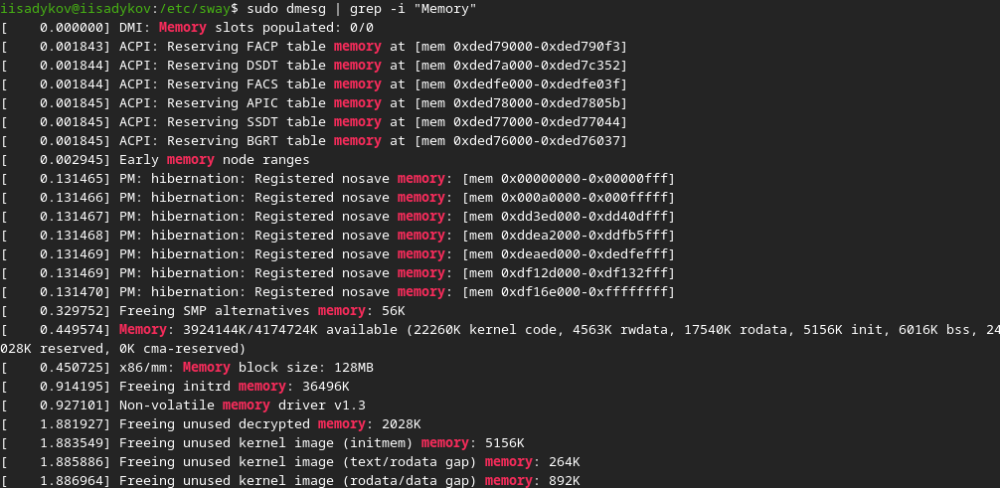 iisadykov@iisadykov:/etc/sway$ sudo dmesg | grep -i "Memory"
[    0.000000] DMI: Memory slots populated: 0/0
[    0.001843] ACPI: Reserving FACP table memory at [mem 0xded79000-0xded790f3]
[    0.001844] ACPI: Reserving DSDT table memory at [mem 0xded7a000-0xded7c352]
[    0.001844] ACPI: Reserving FACS table memory at [mem 0xdedfe000-0xdedfe03f]
[    0.001845] ACPI: Reserving APIC table memory at [mem 0xded78000-0xded7805b]
[    0.001845] ACPI: Reserving SSDT table memory at [mem 0xded77000-0xded77044]
[    0.001845] ACPI: Reserving BGRT table memory at [mem 0xded76000-0xded76037]
[    0.002945] Early memory node ranges
[    0.131465] PM: hibernation: Registered nosave memory: [mem 0x00000000-0x00000fff]
[    0.131466] PM: hibernation: Registered nosave memory: [mem 0x000a0000-0x000fffff]
[    0.131467] PM: hibernation: Registered nosave memory: [mem 0xdd3ed000-0xdd40dfff]
[    0.131468] PM: hibernation: Registered nosave memory: [mem 0xddea2000-0xddfb5fff]
[    0.131469] PM: hibernation: Registered nosave memory: [mem 0xdeaed000-0xdedfefff]
[    0.131469] PM: hibernation: Registered nosave memory: [mem 0xdf12d000-0xdf132fff]
[    0.131470] PM: hibernation: Registered nosave memory: [mem 0xdf16e000-0xffffffff]
[    0.329752] Freeing SMP alternatives memory: 56K
[    0.449574] Memory: 3924144K/4174724K available (22260K kernel code, 4563K rwdata, 17540K rodata, 5156K init, 6016K bss, 24
028K reserved, 0K cma-reserved)
[    0.450725] x86/mm: Memory block size: 128MB
[    0.914195] Freeing initrd memory: 36496K
[    0.927101] Non-volatile memory driver v1.3
[    1.881927] Freeing unused decrypted memory: 2028K
[    1.883549] Freeing unused kernel image (initmem) memory: 5156K
[    1.885886] Freeing unused kernel image (text/rodata gap) memory: 264K
[    1.886964] Freeing unused kernel image (rodata/data gap) memory: 892K